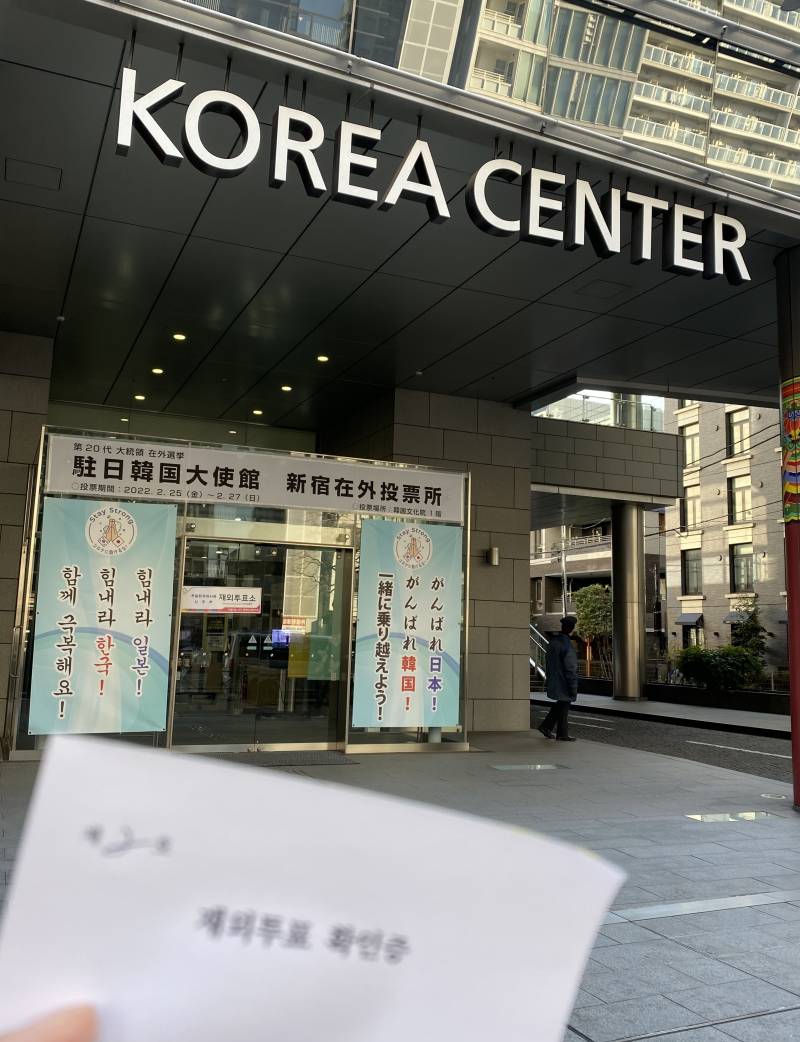 KOREA CENTER
第20代 大統領 在外選挙
駐日韓国大使館 新宿在外投票所
○投票期間：2022. 2. 25（金）～2. 27（日）
○投票場所：韓国文化院 1階
Stay Strong
힘내라 일본!
힘내라 한국!
함께 극복해요!
재외투표소
Stay Strong
がんばれ日本！
がんばれ韓国！
一緒に乗り越えよう！
재외투표 확인증